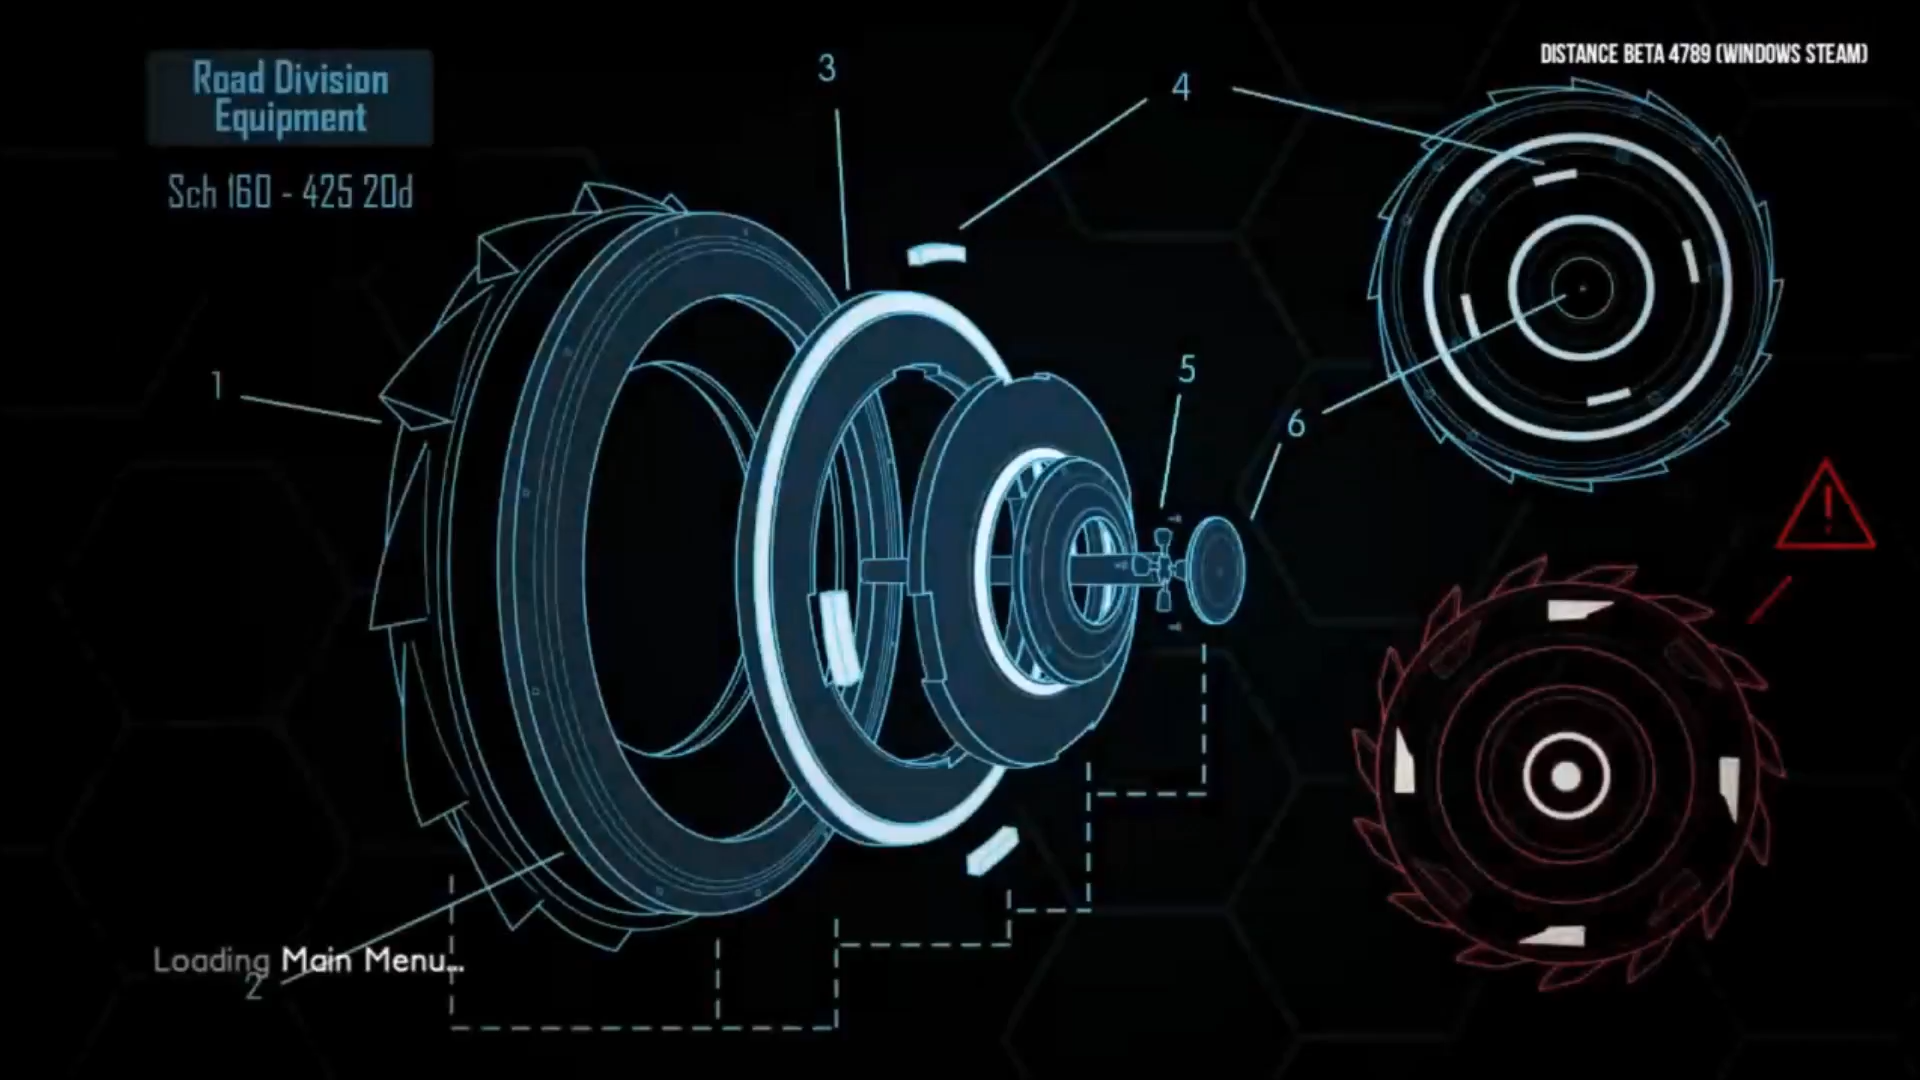 DISTANCE BETA 4789 (WINDOWS STEAM)
Road Division
Equipment
Sch 160 - 425 20d
3
4
1
5
6
Loading Main Menu...
2